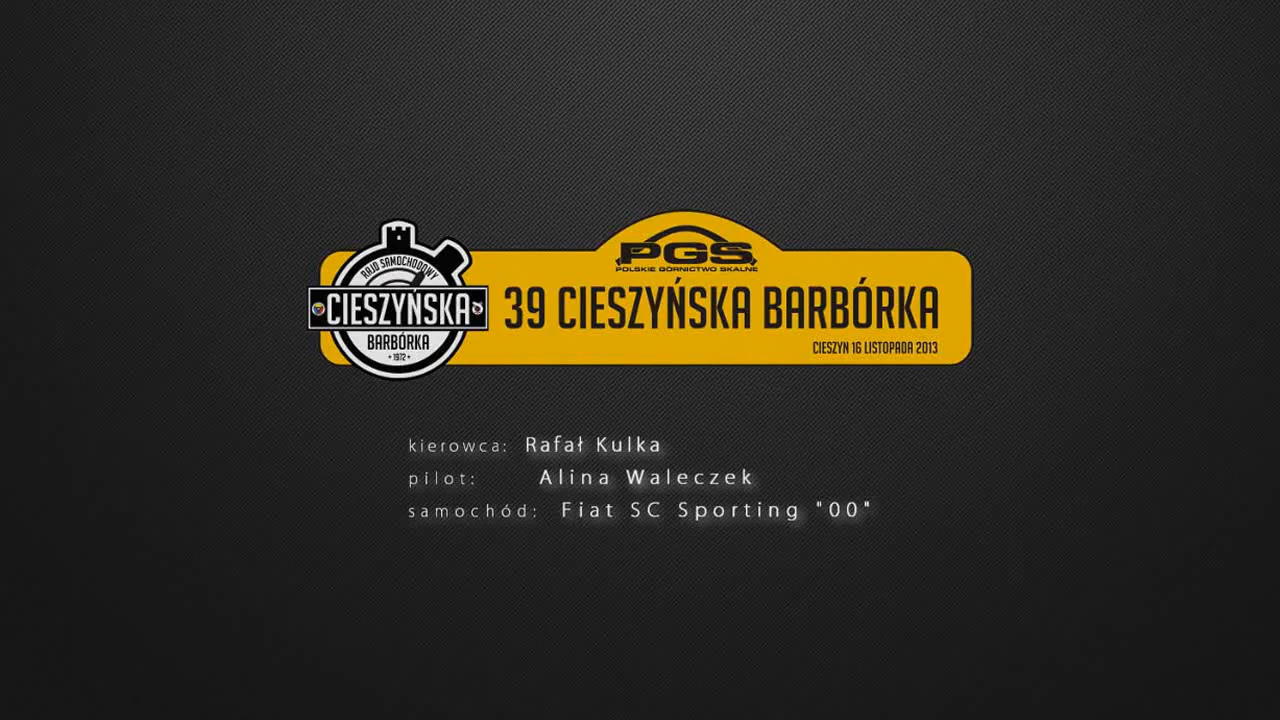 RAJD SAMOCHODOWY
CIESZYŃSKA
BARBÓRKA
1972
PGS
POLSKIE GÓRNICTWO SKALNE
39 CIESZYŃSKA BARBÓRKA
CIESZYN 16 LISTOPADA 2013
kierowca: Rafał Kulka
pilot: Alina Waleczek
samochód: Fiat SC Sporting "00"